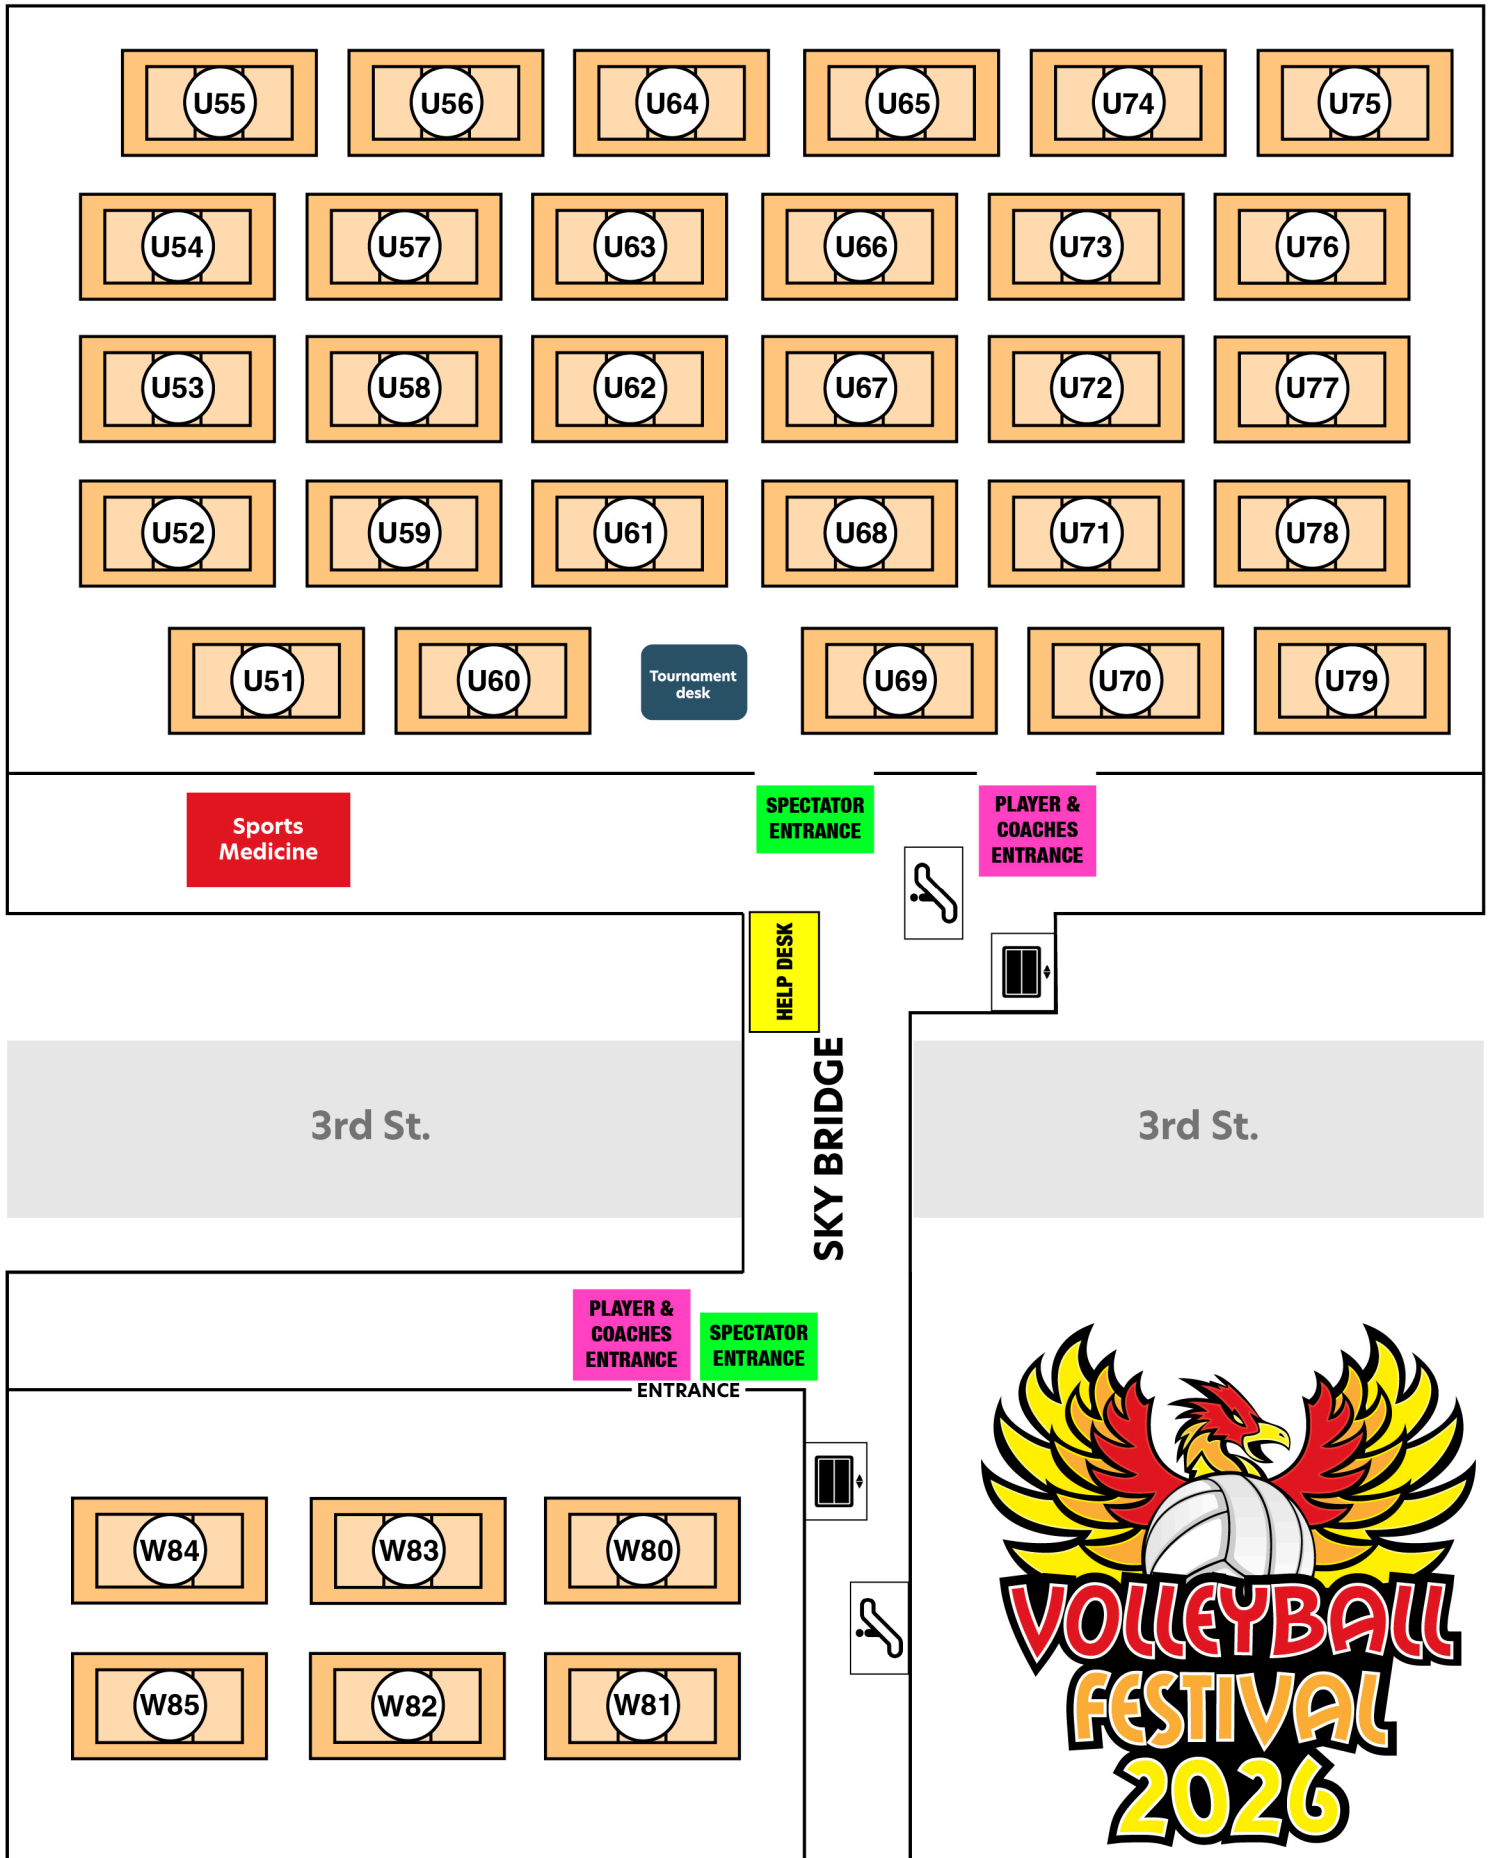 U55
U56
U64
U65
U74
U75
U54
U57
U63
U66
U73
U76
U53
U58
U62
U67
U72
U77
U52
U59
U61
U68
U71
U78
U51
U60
Tournament
desk
U69
U70
U79
Sports
Medicine
SPECTATOR
ENTRANCE
PLAYER &
COACHES
ENTRANCE
HELP DESK
SKY BRIDGE
3rd St.
3rd St.
PLAYER &
COACHES
ENTRANCE
SPECTATOR
ENTRANCE
ENTRANCE
W84
W83
W80
W85
W82
W81
VOLLEYBALL
FESTIVAL
2026